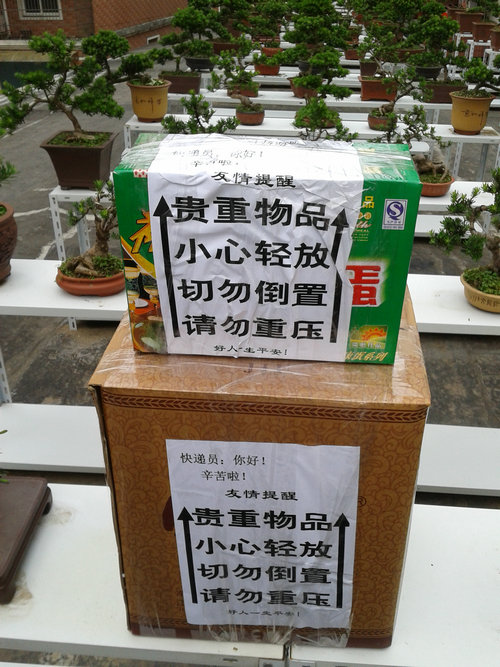 快递员：你好！
辛苦啦！
友情提醒
贵重物品
小心轻放
切勿倒置
请勿重压
好人一生平安！
蛋
快递员：你好！
辛苦啦！
友情提醒
贵重物品
小心轻放
切勿倒置
请勿重压
好人一生平安！